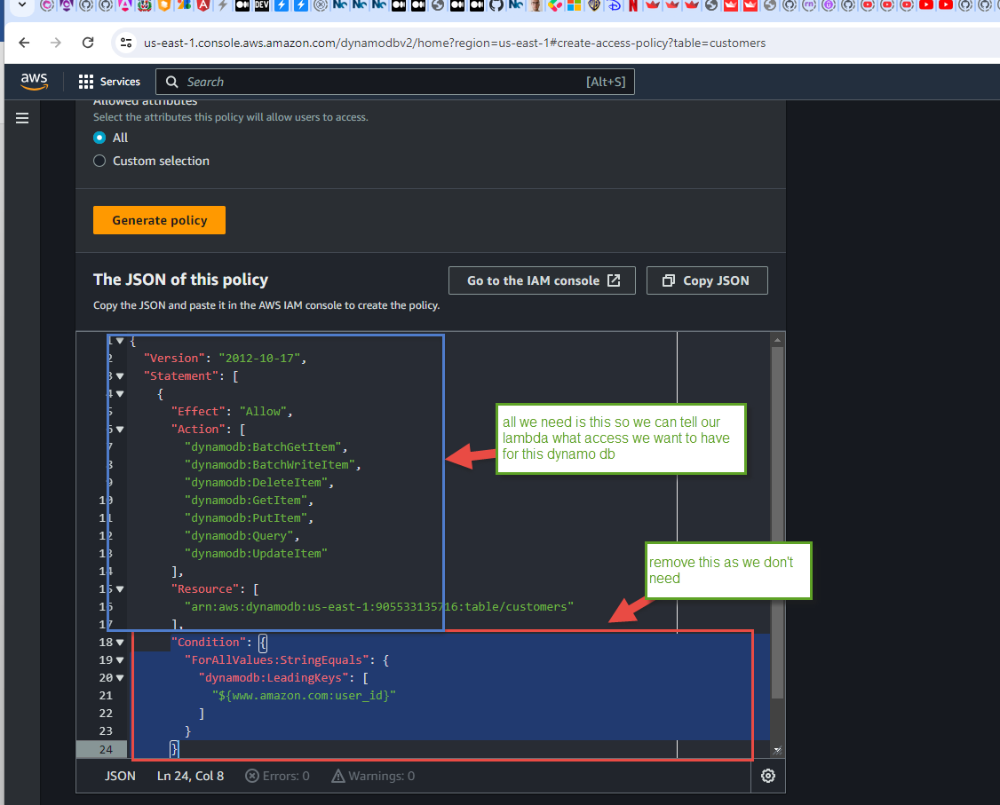 us-east-1.console.aws.amazon.com/dynamodbv2/home?region=us-east-1#create-access-policy?table=customers
aws
Services
Search
[Alt+S]
Allowed attributes
Select the attributes this policy will allow users to access.
All
Custom selection
Generate policy
The JSON of this policy
Go to the IAM console
Copy JSON
Copy the JSON and paste it in the AWS IAM console to create the policy.
1 {
2 "Version": "2012-10-17",
3 "Statement": [
4 {
5 "Effect": "Allow",
6 "Action": [
7 "dynamodb:BatchGetItem",
8 "dynamodb:BatchWriteItem",
9 "dynamodb:DeleteItem",
10 "dynamodb:GetItem",
11 "dynamodb:PutItem",
12 "dynamodb:Query",
13 "dynamodb:UpdateItem"
14 ],
15 "Resource": [
16 "arn:aws:dynamodb:us-east-1:905533135716:table/customers"
17 ],
18 "Condition": {
19 "ForAllValues:StringEquals": {
20 "dynamodb:LeadingKeys": [
21 "${www.amazon.com:user_id}"
22 ]
23 }
24 }
all we need is this so we can tell our
lambda what access we want to have
for this dynamo db
remove this as we don't
need
JSON
Ln 24, Col 8
Errors: 0
Warnings: 0